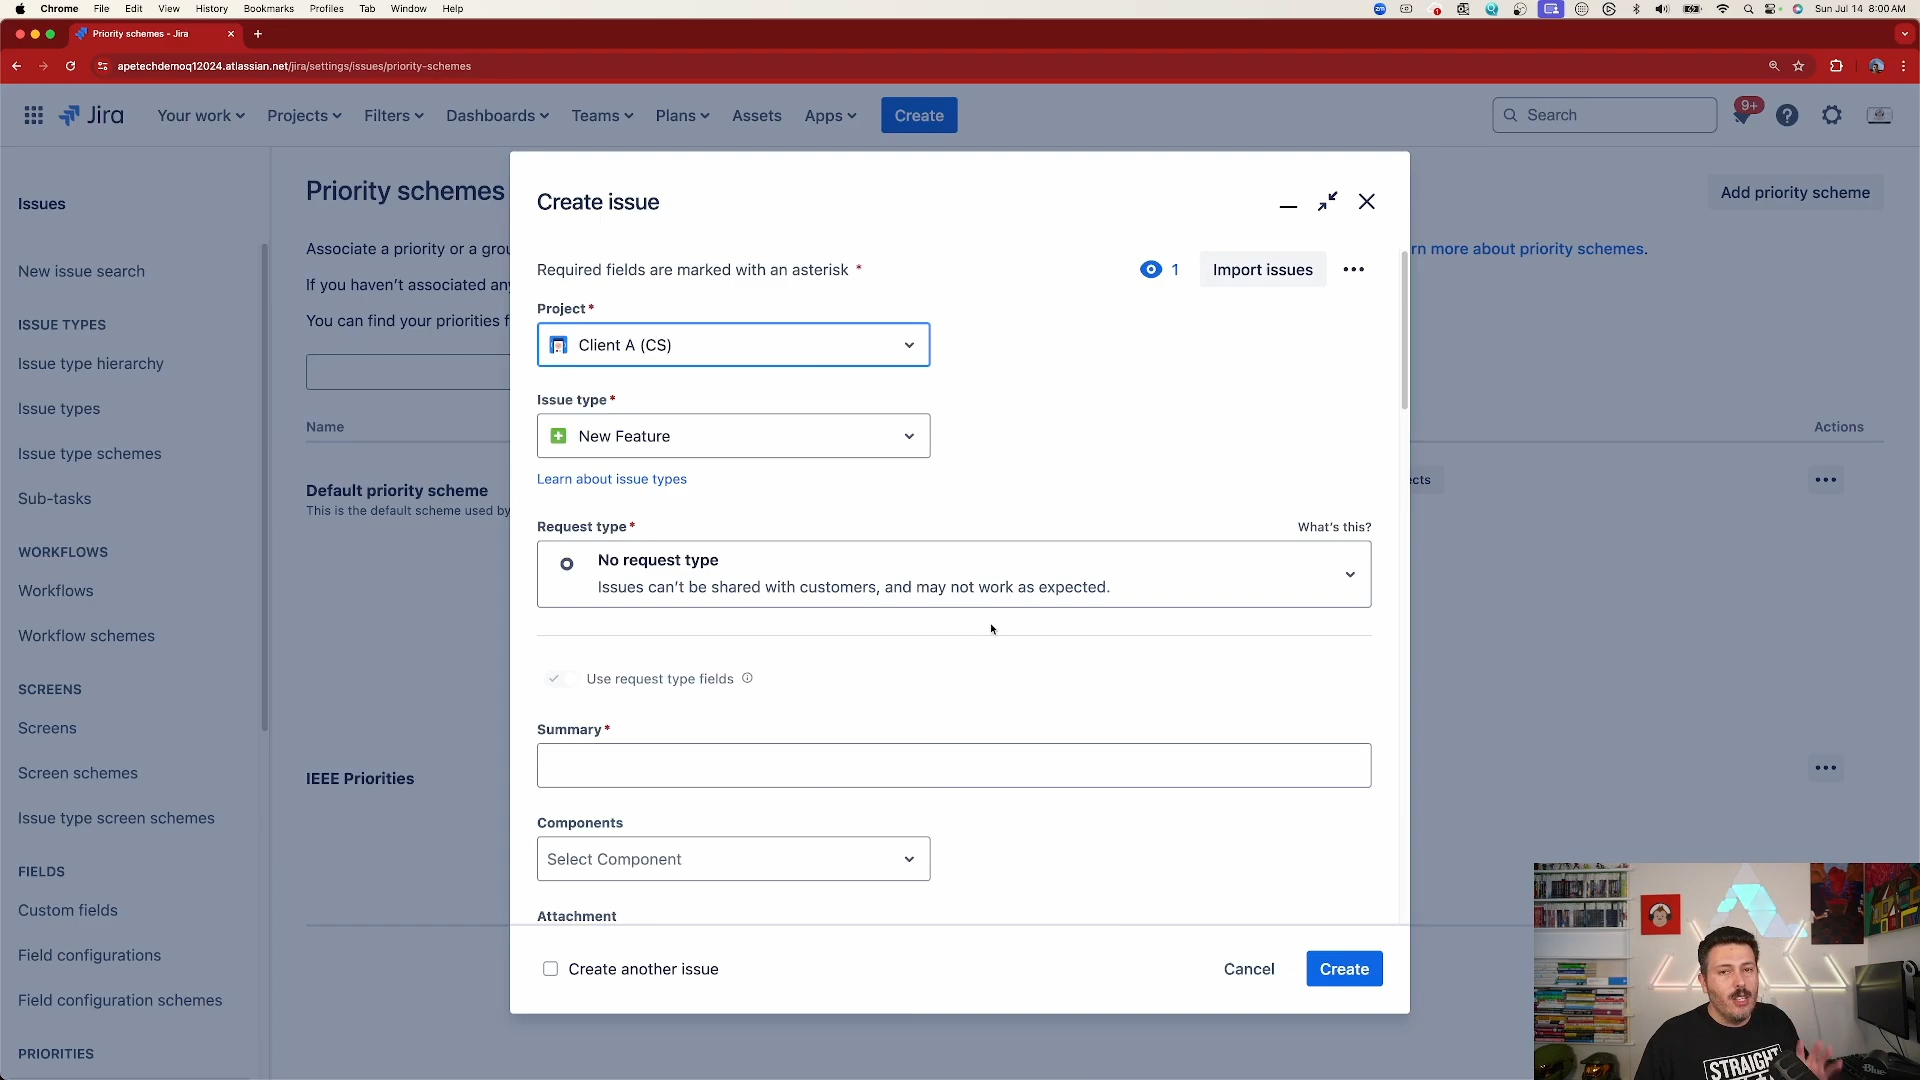 Chrome File Edit View History Bookmarks Profiles Tab Window Help
Sun Jul 14 8:00 AM
Priority schemes - Jira
apetechdemoq12024.atlassian.net/jira/settings/issues/priority-schemes
Jira
Your work
Projects
Filters
Dashboards
Teams
Plans
Assets
Apps
Create
Search
9+
Issues
New issue search
ISSUE TYPES
Issue type hierarchy
Issue types
Issue type schemes
Sub-tasks
WORKFLOWS
Workflows
Workflow schemes
SCREENS
Screens
Screen schemes
Issue type screen schemes
FIELDS
Custom fields
Field configurations
Field configuration schemes
PRIORITIES
Priority schemes
Add priority scheme
Associate a priority or a grou
rn more about priority schemes.
If you haven't associated any
You can find your priorities f
Name
Actions
Default priority scheme
This is the default scheme used by
ects
IEEE Priorities
Create issue
Required fields are marked with an asterisk *
1
Import issues
Project*
Client A (CS)
Issue type*
New Feature
Learn about issue types
Request type*
What's this?
No request type
Issues can't be shared with customers, and may not work as expected.
Use request type fields
Summary*
Components
Select Component
Attachment
Create another issue
Cancel
Create
STRAIGHT
Blue